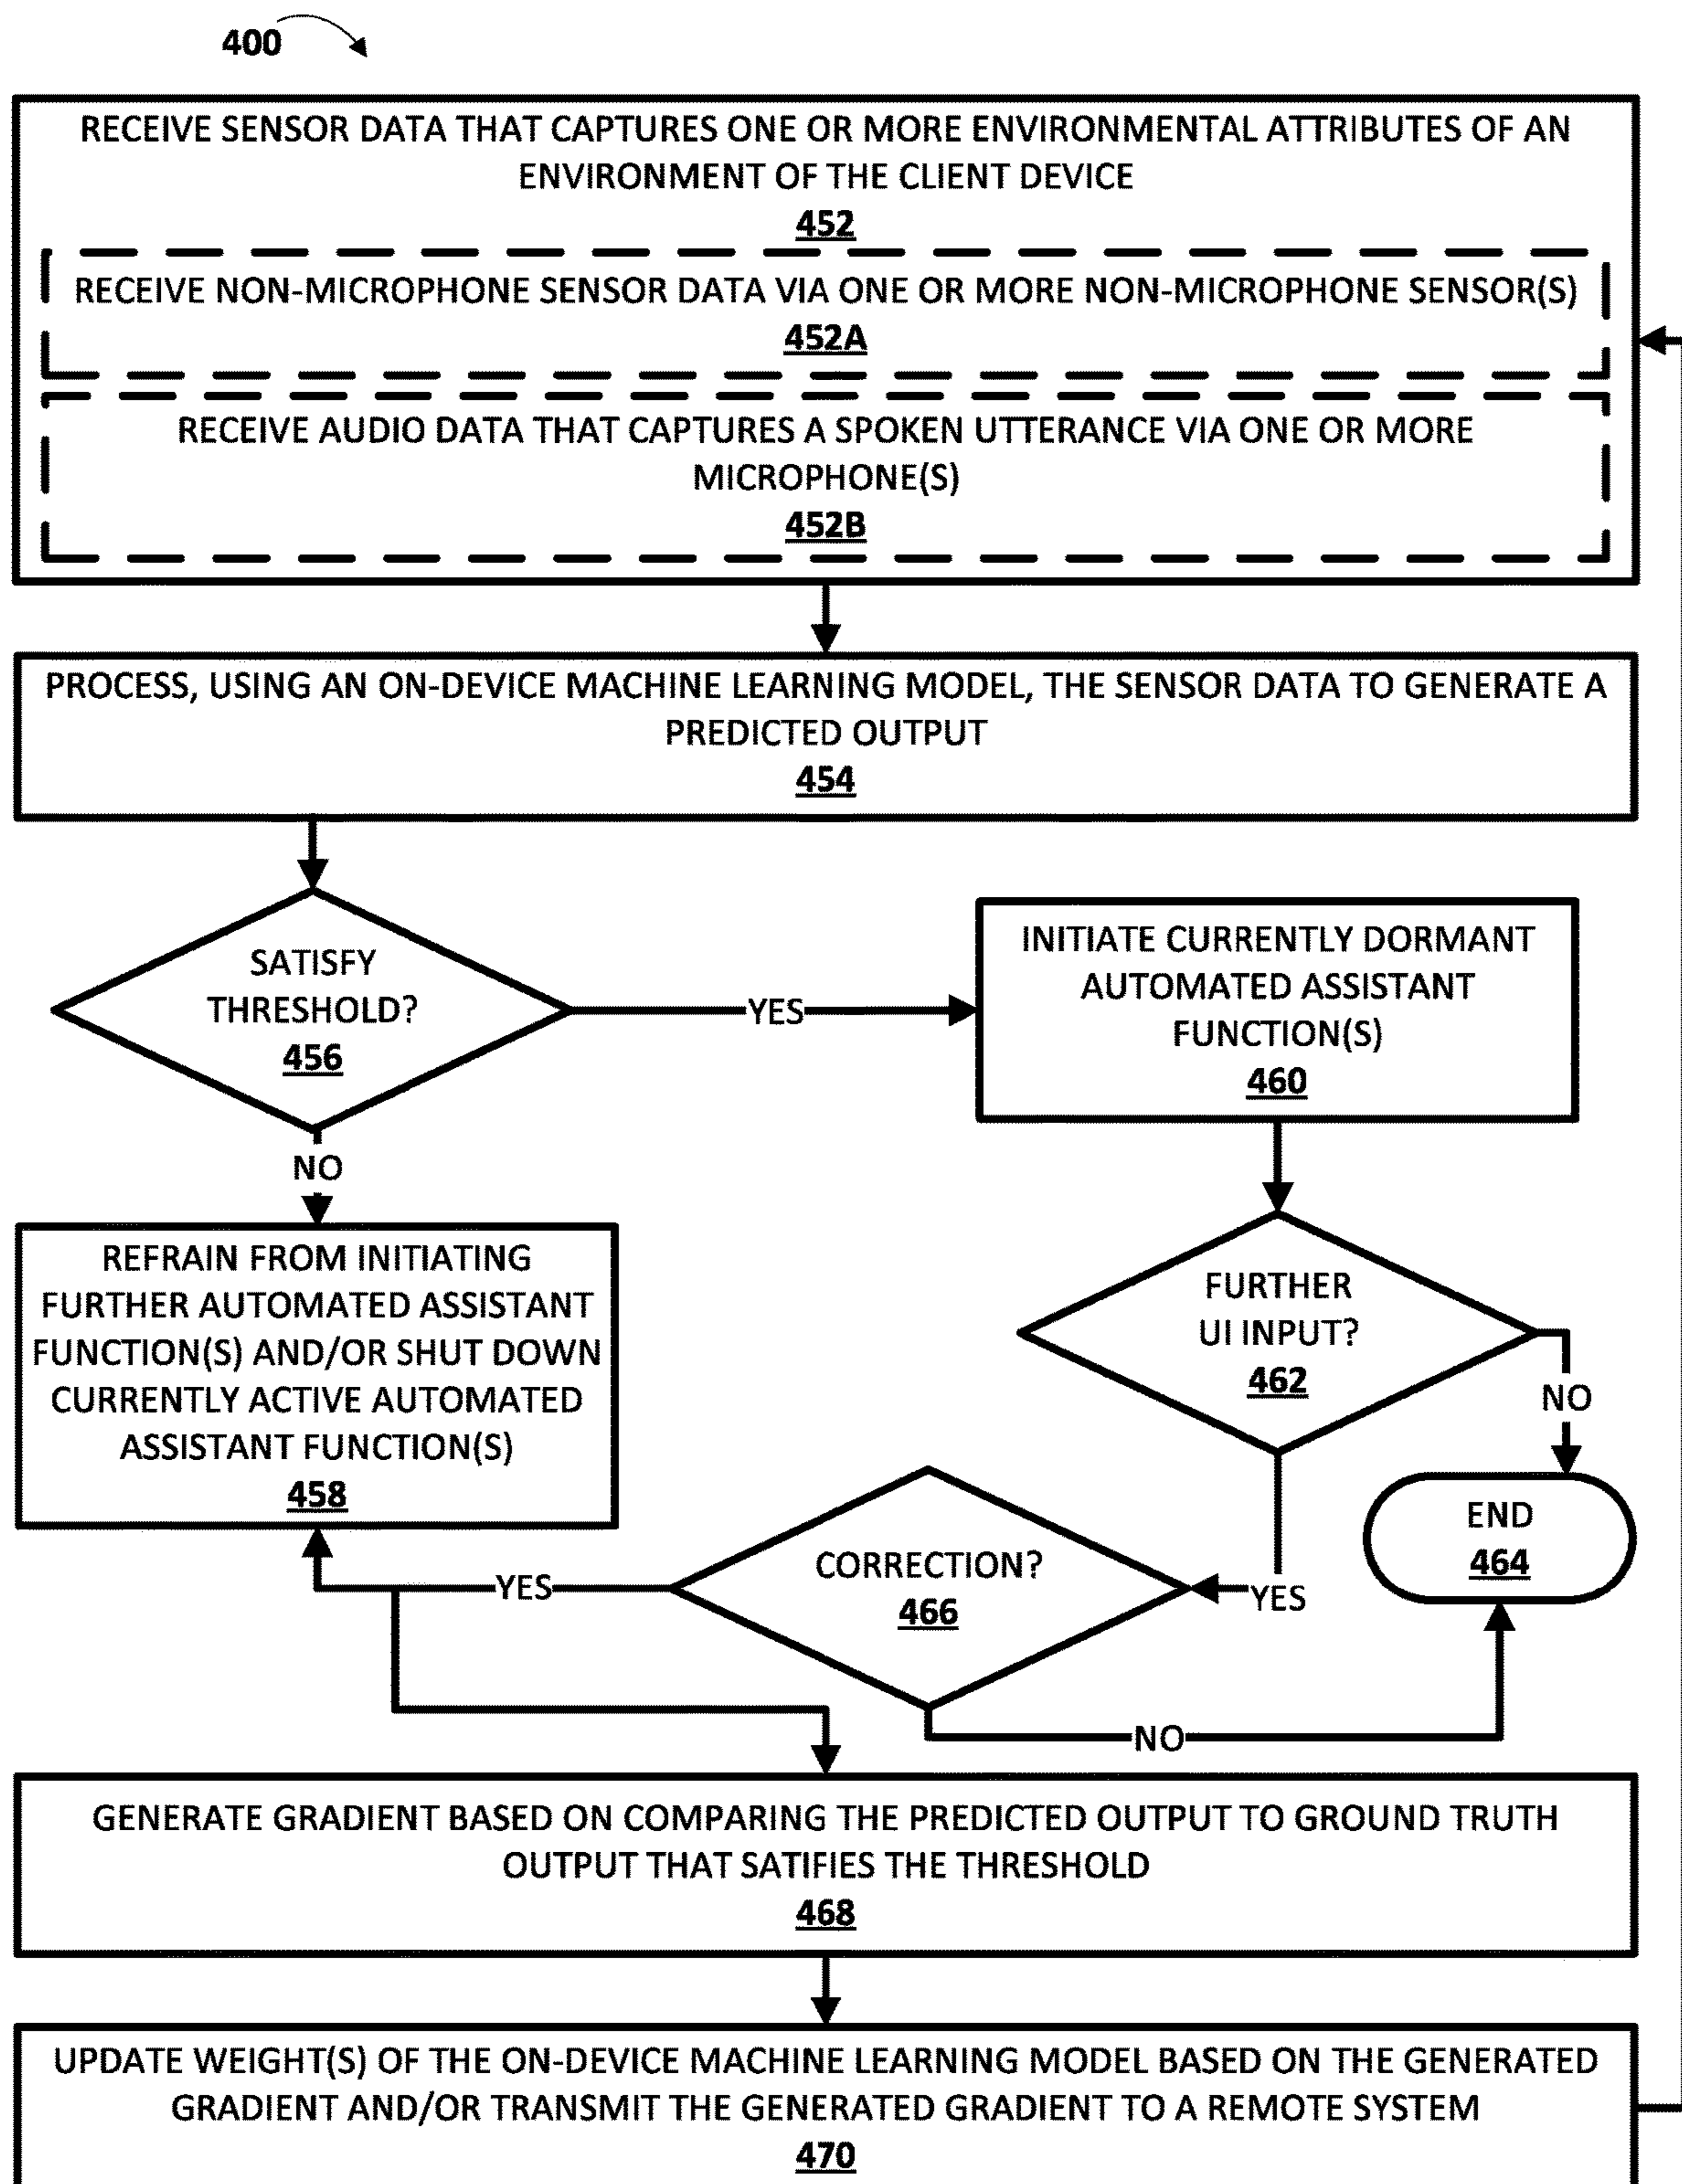 400
RECEIVE SENSOR DATA THAT CAPTURES ONE OR MORE ENVIRONMENTAL ATTRIBUTES OF AN
ENVIRONMENT OF THE CLIENT DEVICE
452
RECEIVE NON-MICROPHONE SENSOR DATA VIA ONE OR MORE NON-MICROPHONE SENSOR(S)
452A
RECEIVE AUDIO DATA THAT CAPTURES A SPOKEN UTTERANCE VIA ONE OR MORE
MICROPHONE(S)
452B
PROCESS, USING AN ON-DEVICE MACHINE LEARNING MODEL, THE SENSOR DATA TO GENERATE A
PREDICTED OUTPUT
454
SATISFY
THRESHOLD?
456
YES
INITIATE CURRENTLY DORMANT
AUTOMATED ASSISTANT
FUNCTION(S)
460
NO
REFRAIN FROM INITIATING
FURTHER AUTOMATED ASSISTANT
FUNCTION(S) AND/OR SHUT DOWN
CURRENTLY ACTIVE AUTOMATED
ASSISTANT FUNCTION(S)
458
FURTHER
UI INPUT?
462
NO
END
464
YES
CORRECTION?
466
YES
NO
GENERATE GRADIENT BASED ON COMPARING THE PREDICTED OUTPUT TO GROUND TRUTH
OUTPUT THAT SATIFIES THE THRESHOLD
468
UPDATE WEIGHT(S) OF THE ON-DEVICE MACHINE LEARNING MODEL BASED ON THE GENERATED
GRADIENT AND/OR TRANSMIT THE GENERATED GRADIENT TO A REMOTE SYSTEM
470